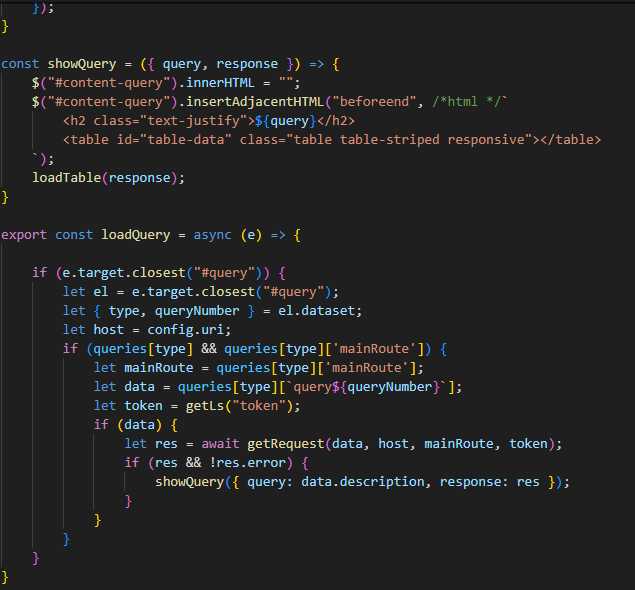 });
}

const showQuery = ({ query, response }) => {
    $("#content-query").innerHTML = "";
    $("#content-query").insertAdjacentHTML("beforeend", /*html */`
        <h2 class="text-justify">${query}</h2>
        <table id="table-data" class="table table-striped responsive"></table>
    `);
    loadTable(response);
}

export const loadQuery = async (e) => {

    if (e.target.closest("#query")) {
        let el = e.target.closest("#query");
        let { type, queryNumber } = el.dataset;
        let host = config.uri;
        if (queries[type] && queries[type]['mainRoute']) {
            let mainRoute = queries[type]['mainRoute'];
            let data = queries[type][`query${queryNumber}`];
            let token = getLs("token");
            if (data) {
                let res = await getRequest(data, host, mainRoute, token);
                if (res && !res.error) {
                    showQuery({ query: data.description, response: res });
                }
            }
        }
    }
}